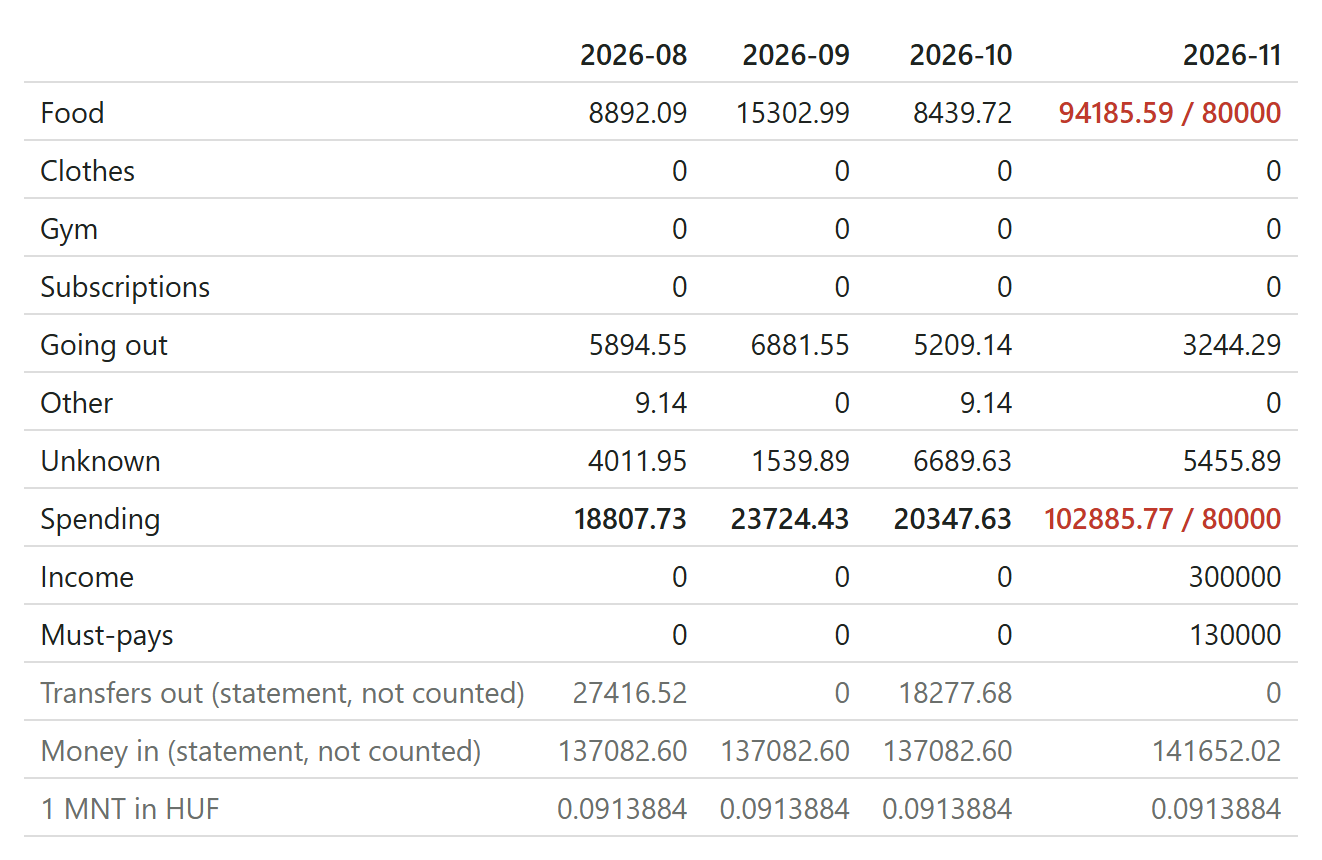 2026-08 2026-09 2026-10 2026-11
Food 8892.09 15302.99 8439.72 94185.59 / 80000
Clothes 0 0 0 0
Gym 0 0 0 0
Subscriptions 0 0 0 0
Going out 5894.55 6881.55 5209.14 3244.29
Other 9.14 0 9.14 0
Unknown 4011.95 1539.89 6689.63 5455.89
Spending 18807.73 23724.43 20347.63 102885.77 / 80000
Income 0 0 0 300000
Must-pays 0 0 0 130000
Transfers out (statement, not counted) 27416.52 0 18277.68 0
Money in (statement, not counted) 137082.60 137082.60 137082.60 141652.02
1 MNT in HUF 0.0913884 0.0913884 0.0913884 0.0913884